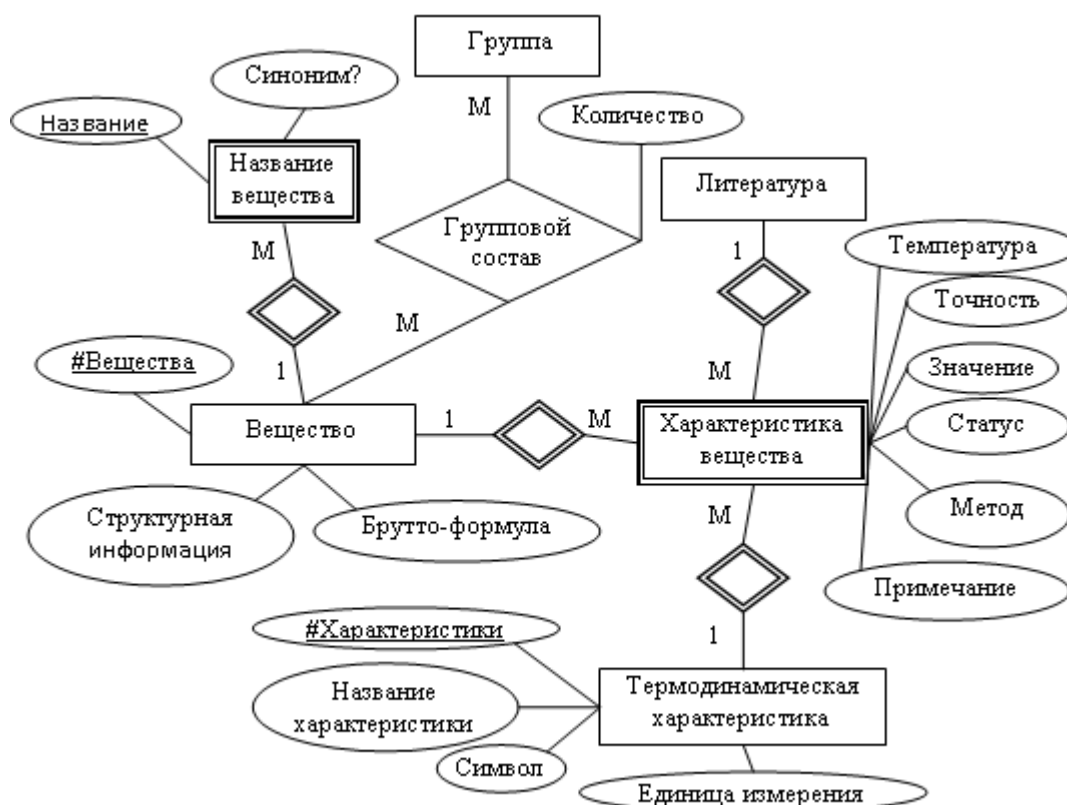 Группа
Синоним?
Количество
Название
М
Название
вещества
Литература
Групповой
состав
Температура
М
1
Точность
М
#Вещества
Значение
1
М
Вещество
1
М
Характеристика
вещества
Статус
Структурная
информация
Брутто-формула
М
Метод
Примечание
#Характеристики
1
Название
характеристики
Термодинамическая
характеристика
Символ
Единица измерения